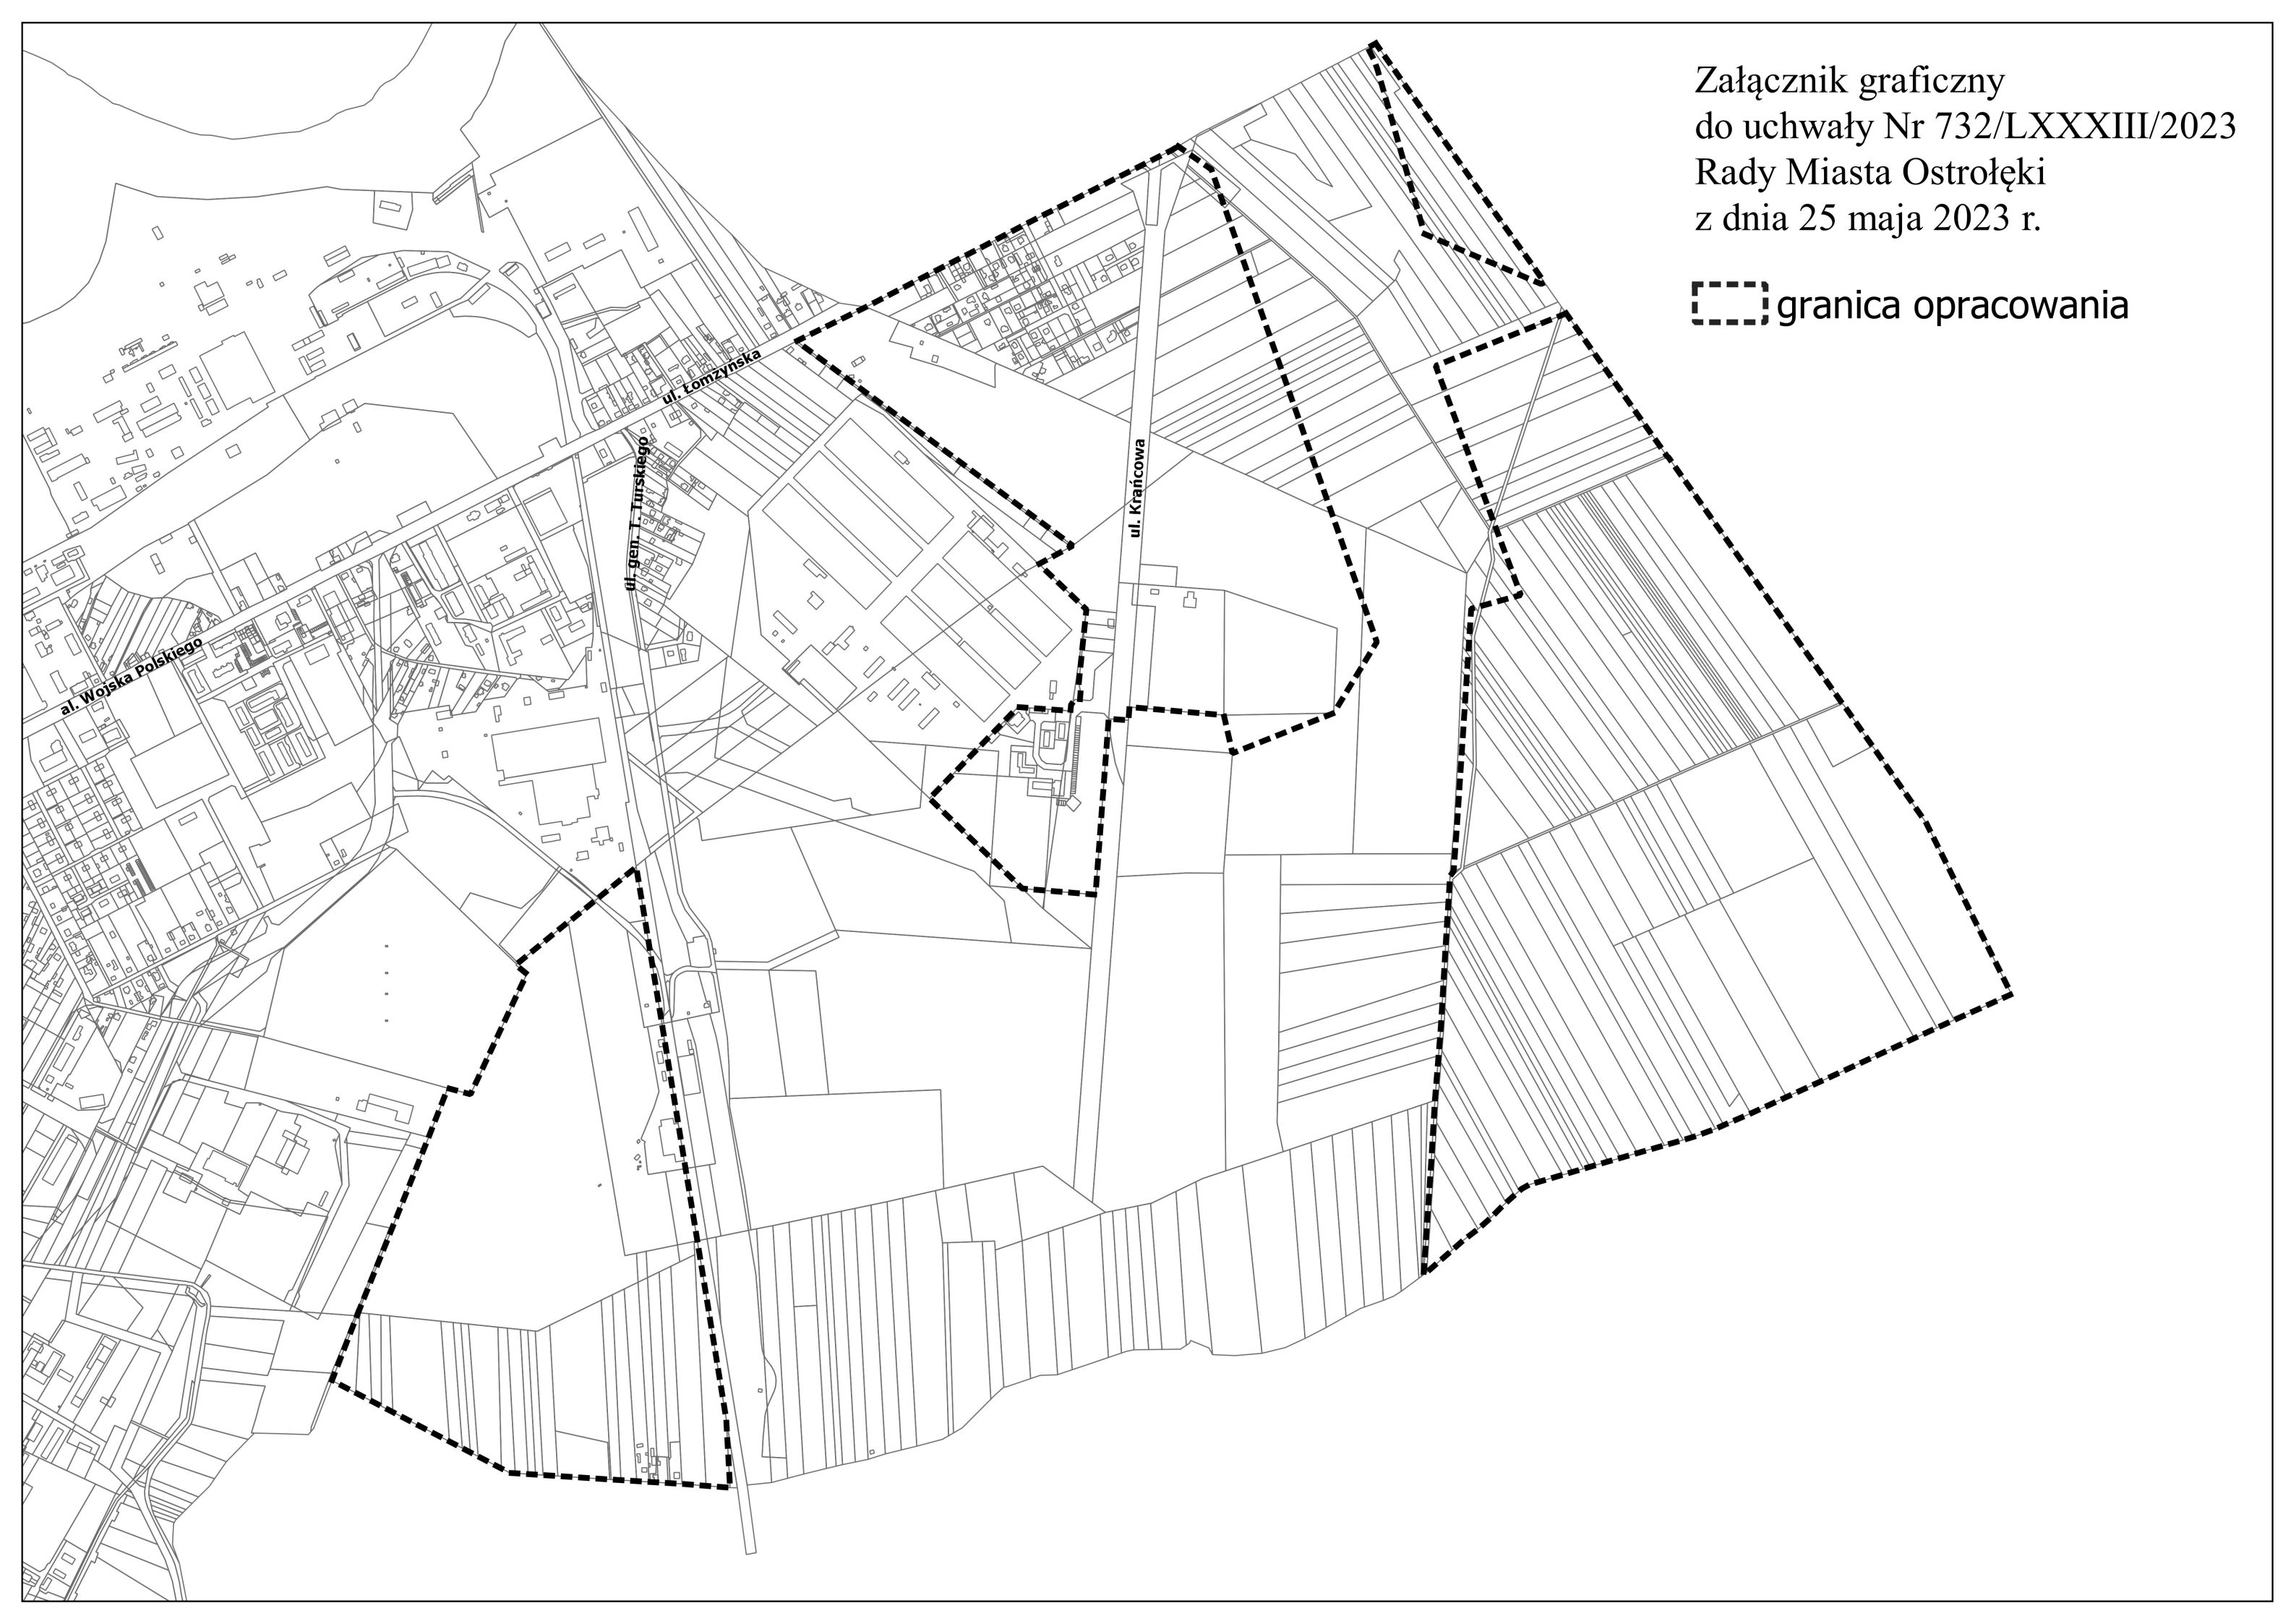 Załącznik graficzny
do uchwały Nr 732/LXXXIII/2023
Rady Miasta Ostrołęki
z dnia 25 maja 2023 r.
granica opracowania
ul. Łomżyńska
ul. gen. T. Turskiego
ul. Krańcowa
al. Wojska Polskiego